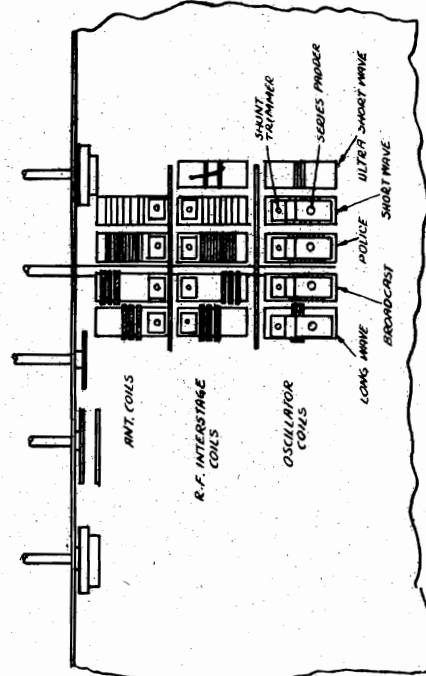 ANT. COILS
R.F. INTERSTAGE
COILS
OSCILLATOR
COILS
SHUNT
TRIMMER
SERIES PADDER
ULTRA SHORT WAVE
SHORT WAVE
POLICE
BROADCAST
LONG WAVE